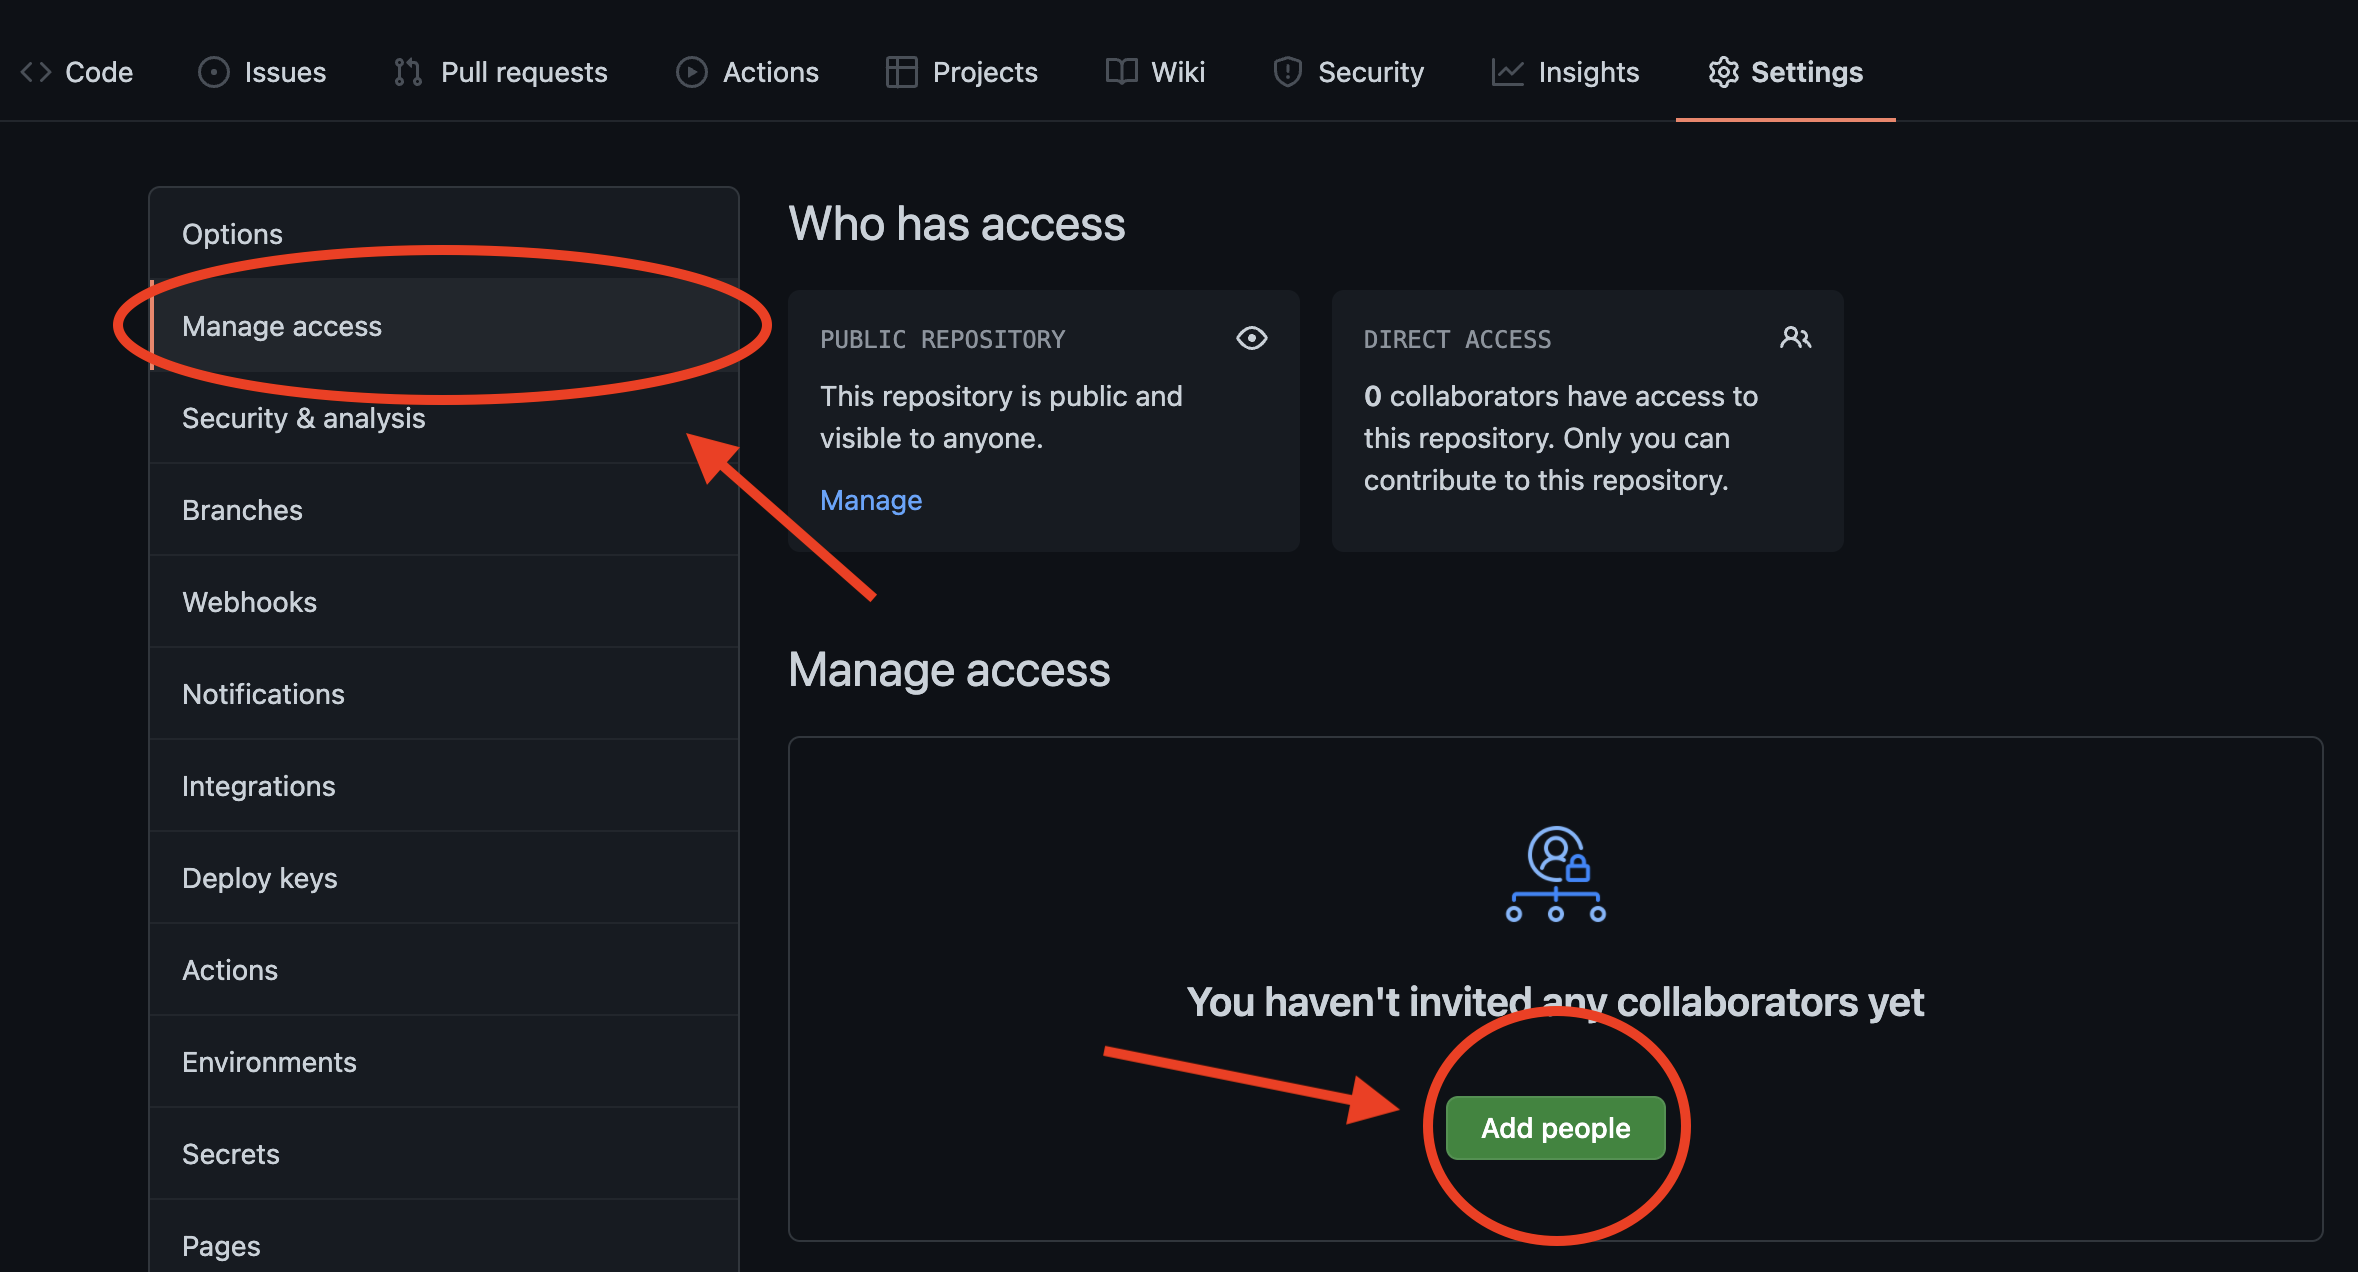 Code Issues Pull requests Actions Projects Wiki Security Insights Settings
Options
Manage access
Security & analysis
Branches
Webhooks
Notifications
Integrations
Deploy keys
Actions
Environments
Secrets
Pages
Who has access
PUBLIC REPOSITORY
This repository is public and
visible to anyone.
Manage
DIRECT ACCESS
0 collaborators have access to
this repository. Only you can
contribute to this repository.
Manage access
You haven't invited any collaborators yet
Add people